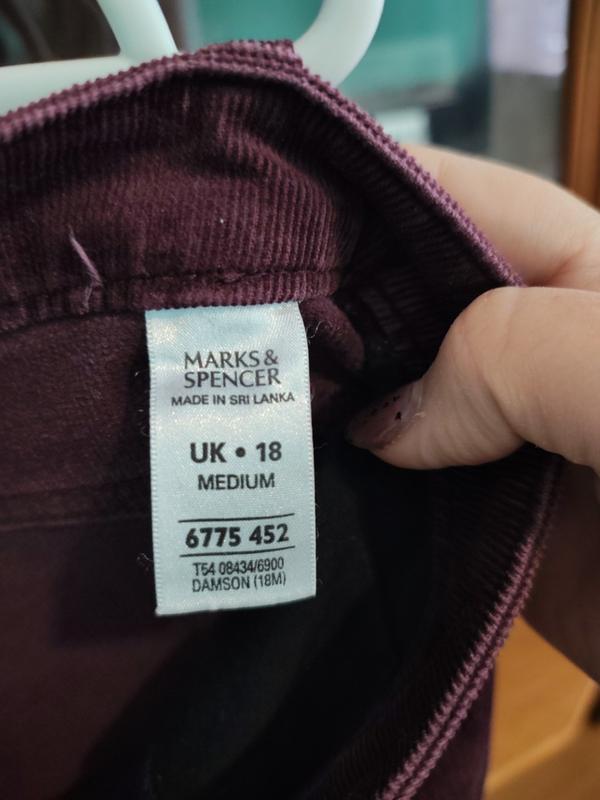 MARKS &
SPENCER
MADE IN SRI LANKA
UK • 18
MEDIUM
6775 452
T54 08434/6900
DAMSON (18M)